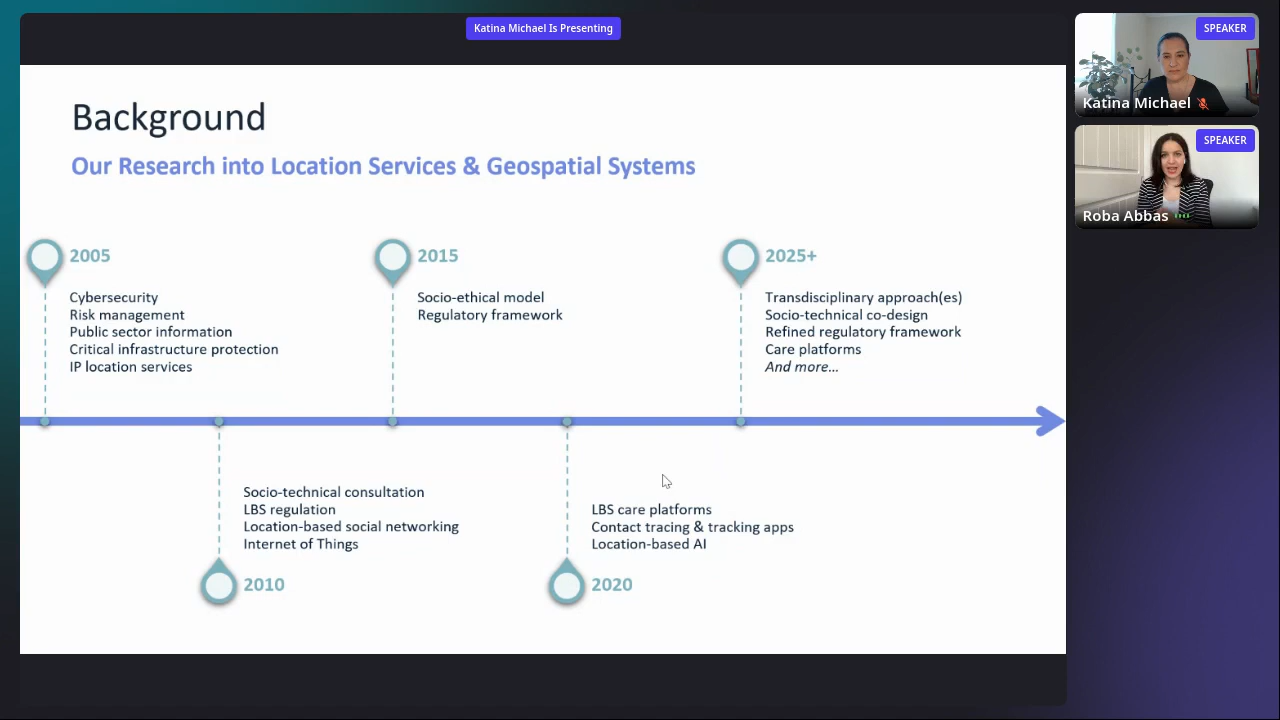 Katina Michael Is Presenting
Background
Our Research into Location Services & Geospatial Systems
2005
Cybersecurity
Risk management
Public sector information
Critical infrastructure protection
IP location services
2015
Socio-ethical model
Regulatory framework
2025+
Transdisciplinary approach(es)
Socio-technical co-design
Refined regulatory framework
Care platforms
And more...
Socio-technical consultation
LBS regulation
Location-based social networking
Internet of Things
2010
LBS care platforms
Contact tracing & tracking apps
Location-based AI
2020
SPEAKER
Katina Michael
SPEAKER
Roba Abbas